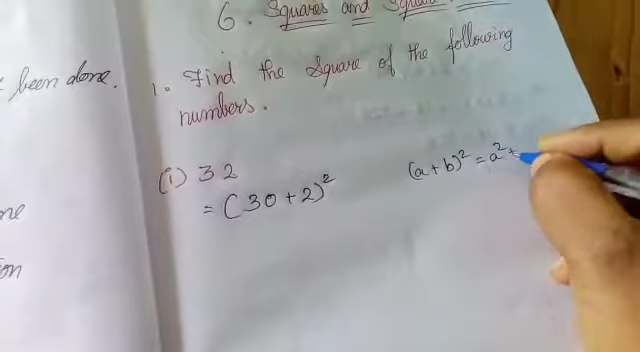 6. Squares and Square
been done.
1. Find the square of the following
numbers.
(i) 32
= (30+2)²
(a+b)² = a² +